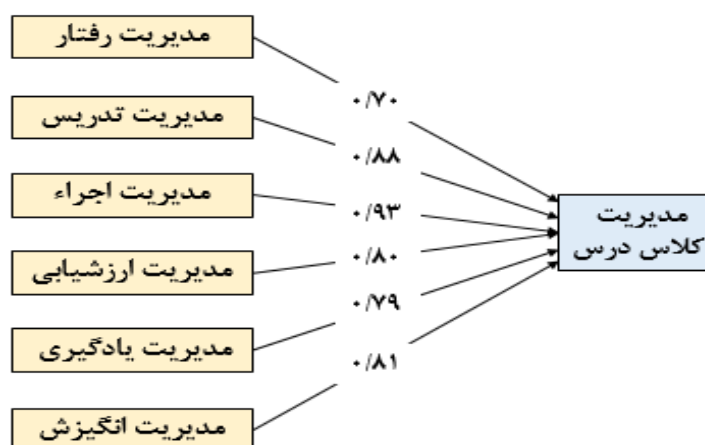 مدیریت رفتار
۰/۷۰
مدیریت تدریس
۰/۸۸
مدیریت اجراء
۰/۹۳
مدیریت
کلاس درس
مدیریت ارزشیابی
۰/۸۰
مدیریت یادگیری
۰/۷۹
مدیریت انگیزش
۰/۸۱